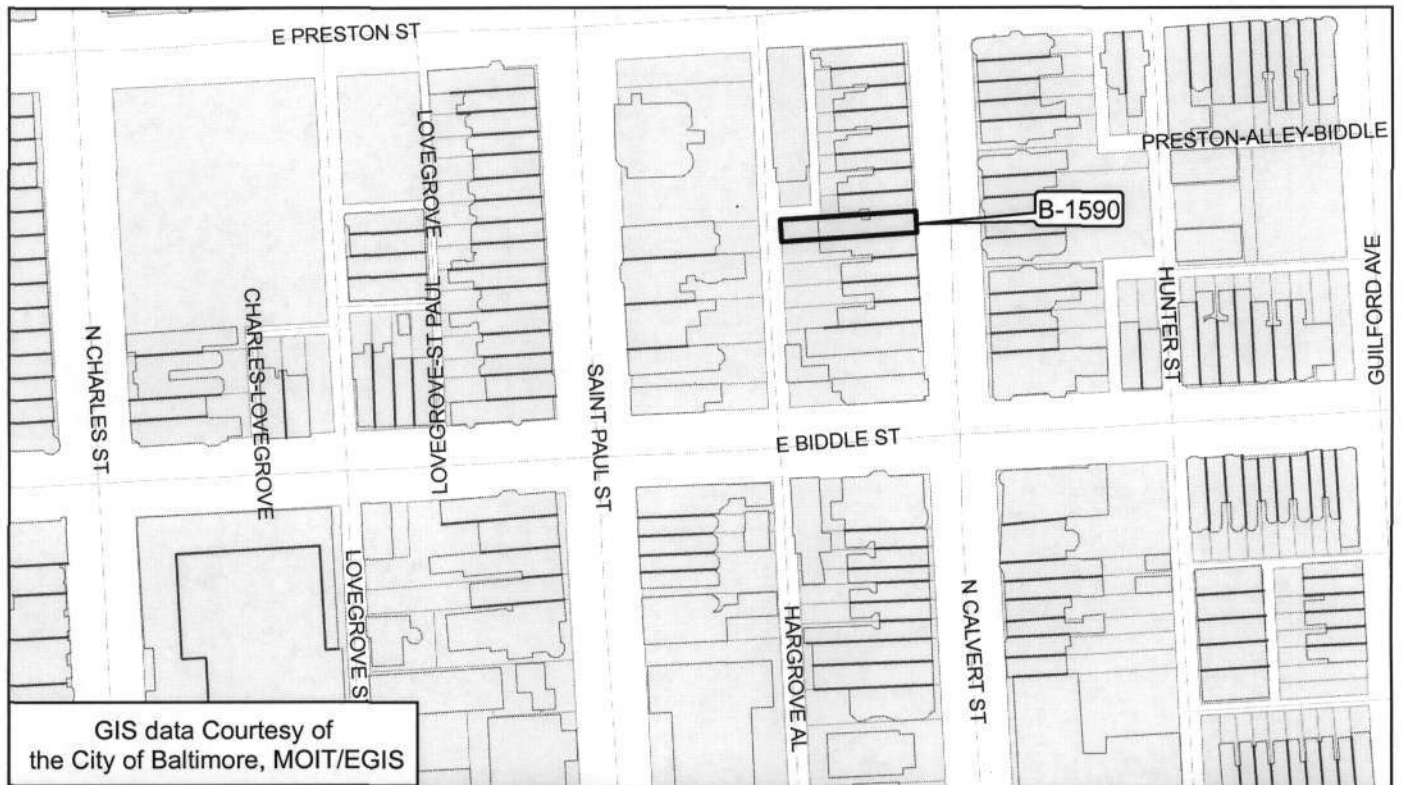 E PRESTON ST
LOVEGROVE
PRESTON-ALLEY-BIDDLE
B-1590
GUILFORD AVE
HUNTER ST
CHARLES-LOVEGROVE
LOVEGROVE-ST PAUL
N CHARLES ST
SAINT PAUL ST
E BIDDLE ST
LOVEGROVE ST
HARGROVE AL
N CALVERT ST
GIS data Courtesy of
the City of Baltimore, MOIT/EGIS